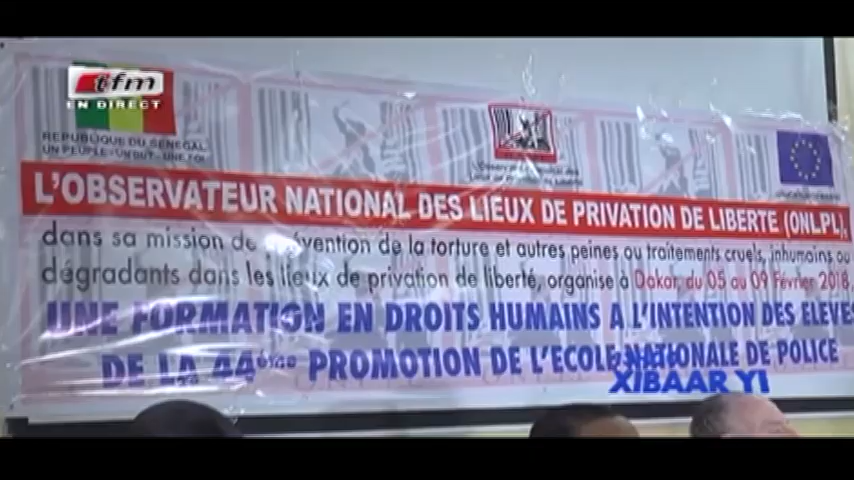 tfm
EN DIRECT
REPUBLIQUE DU SENEGAL
UN PEUPLE - UN BUT - UNE FOI
L'OBSERVATEUR NATIONAL DES LIEUX DE PRIVATION DE LIBERTE (ONLPL),
dans sa mission de prévention de la torture et autres peines ou traitements cruels, inhumains ou
dégradants dans les lieux de privation de liberté, organise à Dakar, du 05 au 09 Février 2018,
UNE FORMATION EN DROITS HUMAINS A L'INTENTION DES ELEVES
DE LA 44ème PROMOTION DE L'ECOLE NATIONALE DE POLICE
XIBAAR YI